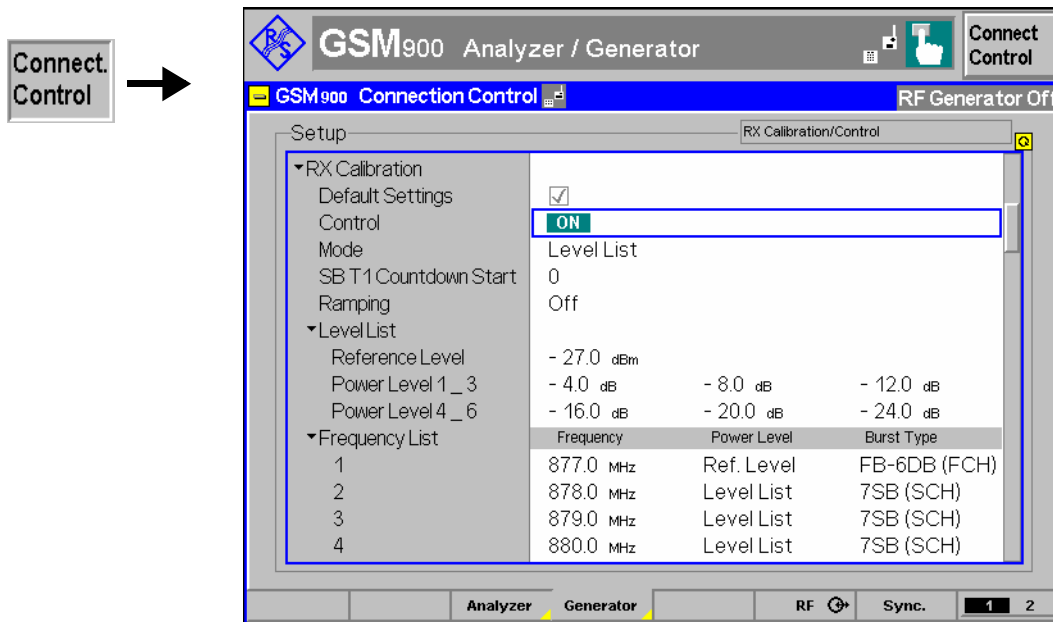 Connect.
Control
R&S
GSM900 Analyzer / Generator
Connect
Control
GSM900 Connection Control
RF Generator Off
Setup
RX Calibration/Control
RX Calibration
Default Settings
Control ON
Mode Level List
SB T1 Countdown Start 0
Ramping Off
Level List
Reference Level - 27.0 dBm
Power Level 1 _ 3 - 4.0 dB - 8.0 dB - 12.0 dB
Power Level 4 _ 6 - 16.0 dB - 20.0 dB - 24.0 dB
Frequency List Frequency Power Level Burst Type
1 877.0 MHz Ref. Level FB-6DB (FCH)
2 878.0 MHz Level List 7SB (SCH)
3 879.0 MHz Level List 7SB (SCH)
4 880.0 MHz Level List 7SB (SCH)
Analyzer Generator RF Sync. 1 2